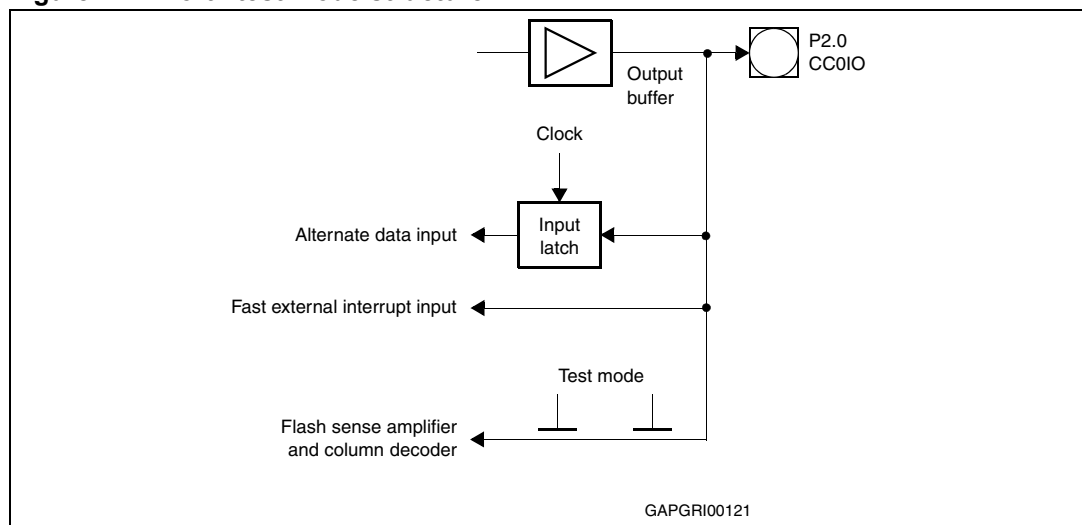 P2.0
CC0IO
Output
buffer
Clock
Input
latch
Alternate data input
Fast external interrupt input
Test mode
Flash sense amplifier
and column decoder
GAPGRI00121